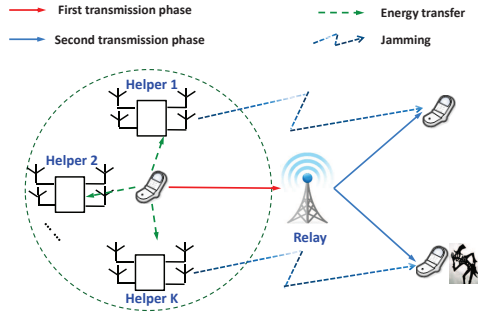 First transmission phase
Energy transfer
Second transmission phase
Jamming
Helper 1
Helper 2
.....
Relay
Helper K